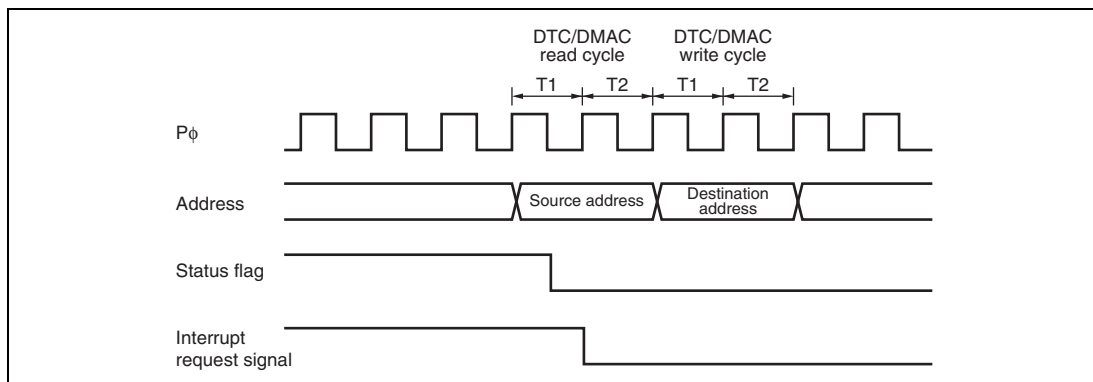 DTC/DMAC DTC/DMAC
read cycle write cycle
T1 T2 T1 T2
Pϕ
Address Source address Destination address
Status flag
Interrupt
request signal